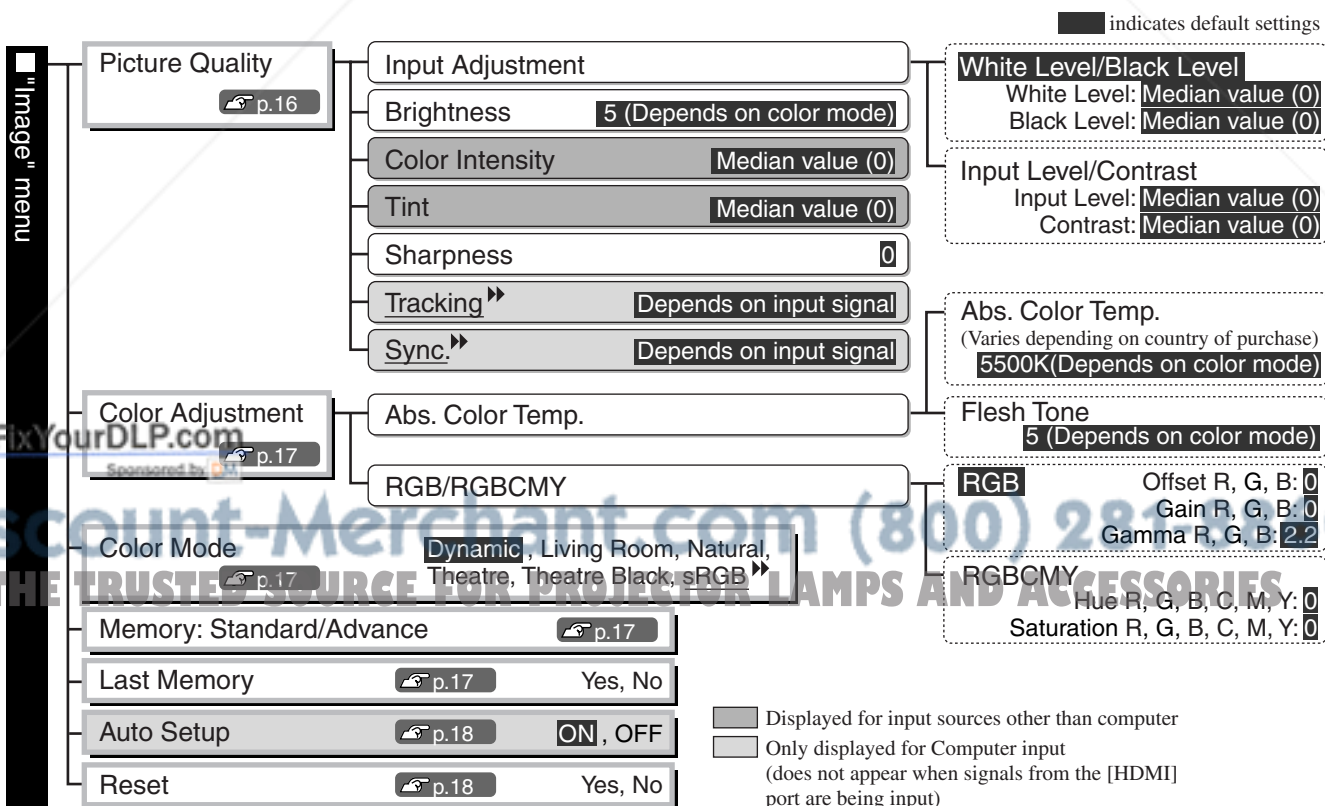 indicates default settings
"Image" menu
Picture Quality
p.16
Input Adjustment
White Level/Black Level
White Level: Median value (0)
Black Level: Median value (0)
Input Level/Contrast
Input Level: Median value (0)
Contrast: Median value (0)
Brightness 5 (Depends on color mode)
Color Intensity Median value (0)
Tint Median value (0)
Sharpness 0
Tracking Depends on input signal
Sync. Depends on input signal
Color Adjustment
p.17
Abs. Color Temp.
Abs. Color Temp.
(Varies depending on country of purchase)
5500K(Depends on color mode)
Flesh Tone
5 (Depends on color mode)
RGB/RGBCMY
RGB Offset R, G, B: 0
Gain R, G, B: 0
Gamma R, G, B: 2.2
RGBCMY
Hue R, G, B, C, M, Y: 0
Saturation R, G, B, C, M, Y: 0
Color Mode
p.17
Dynamic , Living Room, Natural,
Theatre, Theatre Black, sRGB
Memory: Standard/Advance p.17
Last Memory p.17 Yes, No
Auto Setup p.18 ON , OFF
Reset p.18 Yes, No
Displayed for input sources other than computer
Only displayed for Computer input
(does not appear when signals from the [HDMI]
port are being input)
FixYourDLP.com
Sponsored by DM
scount-Merchant.com (800) 281-88
THE TRUSTED SOURCE FOR PROJECTOR LAMPS AND ACCESSORIES